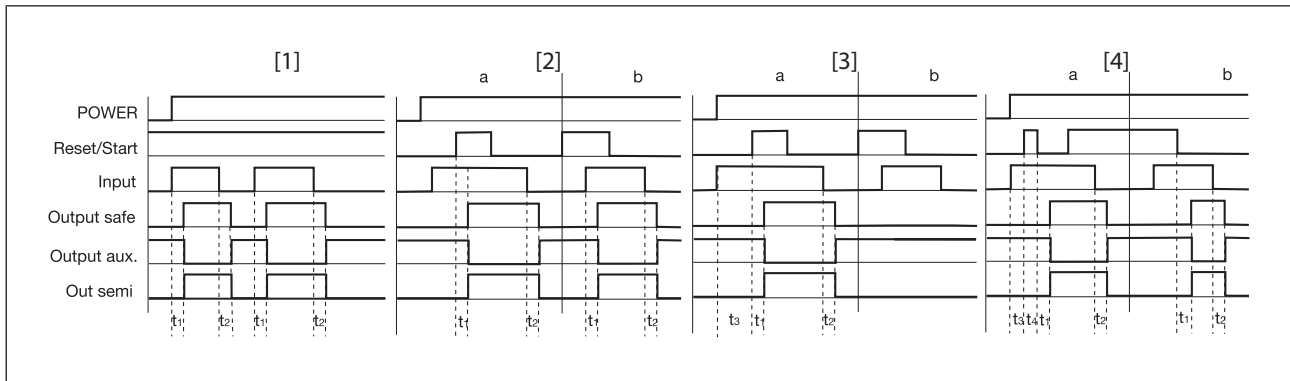 [1] [2] [3] [4]
a b a b a b
POWER
Reset/Start
Input
Output safe
Output aux.
Out semi
t1 t2 t1 t2 t1 t2 t1 t2 t3 t1 t2 t3 t4 t1 t2 t1 t2